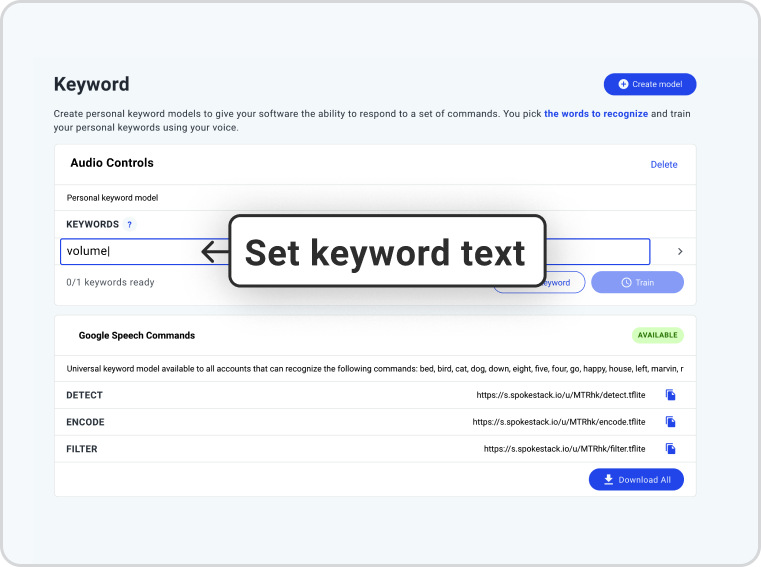 Keyword
Create model
Create personal keyword models to give your software the ability to respond to a set of commands. You pick the words to recognize and train
your personal keywords using your voice.
Audio Controls
Delete
Personal keyword model
KEYWORDS ?
volume
Set keyword text
0/1 keywords ready
Train
Google Speech Commands
AVAILABLE
Universal keyword model available to all accounts that can recognize the following commands: bed, bird, cat, dog, down, eight, five, four, go, happy, house, left, marvin, r
DETECT
https://s.spokestack.io/u/MTRhk/detect.tflite
ENCODE
https://s.spokestack.io/u/MTRhk/encode.tflite
FILTER
https://s.spokestack.io/u/MTRhk/filter.tflite
Download All